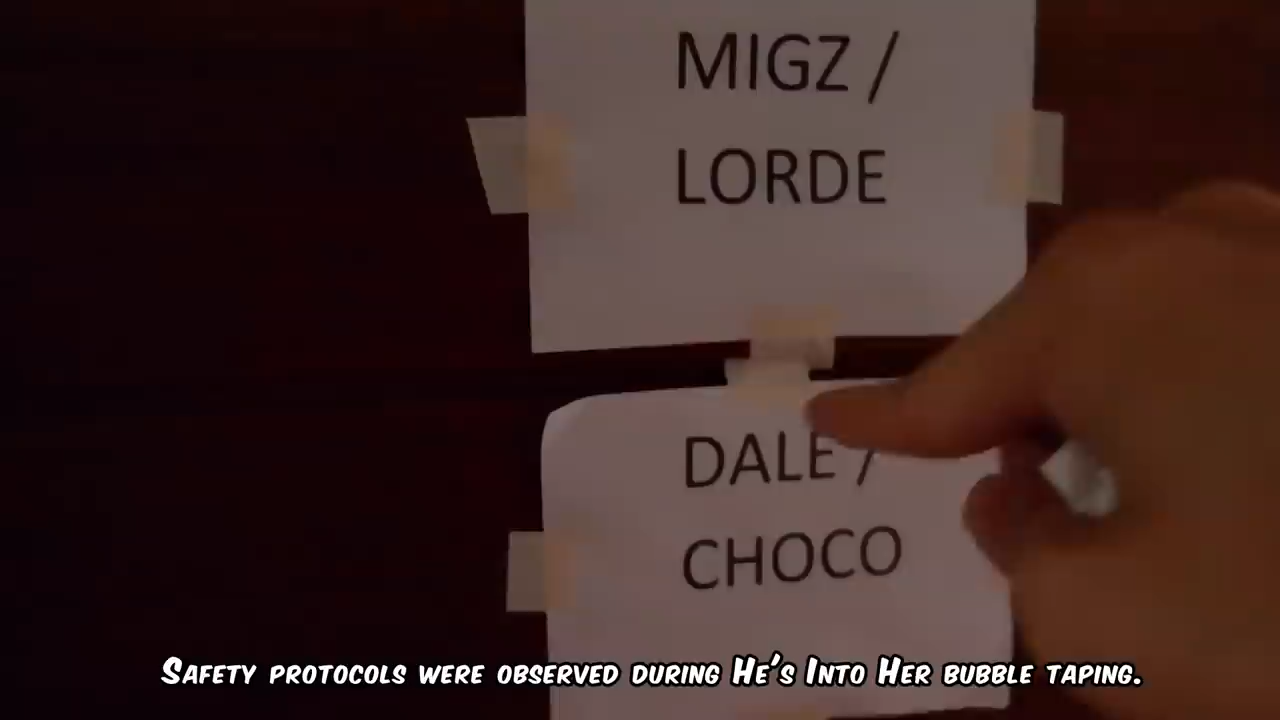 MIGZ /
LORDE
DALE /
CHOCO
SAFETY PROTOCOLS WERE OBSERVED DURING HE'S INTO HER BUBBLE TAPING.